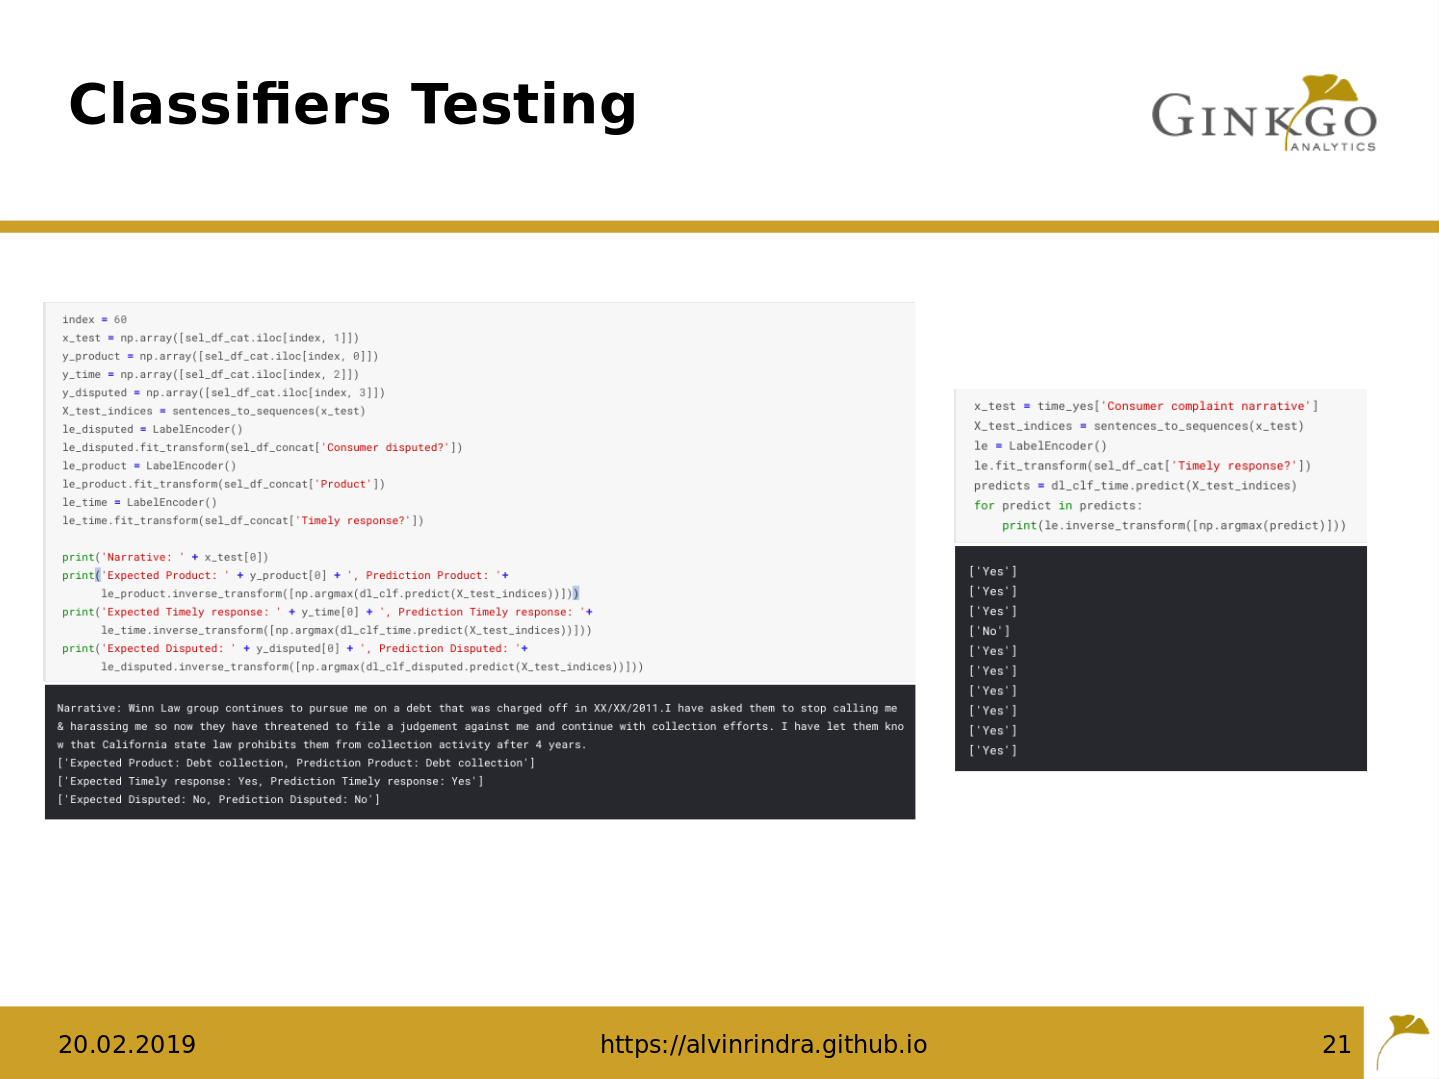 Classifiers Testing
GINKGO
ANALYTICS
index = 60
x_test = np.array([sel_df_cat.iloc[index, 1]])
y_product = np.array([sel_df_cat.iloc[index, 0]])
y_time = np.array([sel_df_cat.iloc[index, 2]])
y_disputed = np.array([sel_df_cat.iloc[index, 3]])
X_test_indices = sentences_to_sequences(x_test)
le_disputed = LabelEncoder()
le_disputed.fit_transform(sel_df_concat['Consumer disputed?'])
le_product = LabelEncoder()
le_product.fit_transform(sel_df_concat['Product'])
le_time = LabelEncoder()
le_time.fit_transform(sel_df_concat['Timely response?'])
print('Narrative: ' + x_test[0])
print('Expected Product: ' + y_product[0] + ', Prediction Product: '+
le_product.inverse_transform([np.argmax(dl_clf.predict(X_test_indices))]))
print('Expected Timely response: ' + y_time[0] + ', Prediction Timely response: '+
le_time.inverse_transform([np.argmax(dl_clf_time.predict(X_test_indices))]))
print('Expected Disputed: ' + y_disputed[0] + ', Prediction Disputed: '+
le_disputed.inverse_transform([np.argmax(dl_clf_disputed.predict(X_test_indices))]))
Narrative: Winn Law group continues to pursue me on a debt that was charged off in XX/XX/2011.I have asked them to stop calling me
& harassing me so now they have threatened to file a judgement against me and continue with collection efforts. I have let them kno
w that California state law prohibits them from collection activity after 4 years.
['Expected Product: Debt collection, Prediction Product: Debt collection']
['Expected Timely response: Yes, Prediction Timely response: Yes']
['Expected Disputed: No, Prediction Disputed: No']
x_test = time_yes['Consumer complaint narrative']
X_test_indices = sentences_to_sequences(x_test)
le = LabelEncoder()
le.fit_transform(sel_df_cat['Timely response?'])
predicts = dl_clf_time.predict(X_test_indices)
for predict in predicts:
print(le.inverse_transform([np.argmax(predict)]))
['Yes']
['Yes']
['Yes']
['No']
['Yes']
['Yes']
['Yes']
['Yes']
['Yes']
['Yes']
20.02.2019
https://alvinrindra.github.io
21